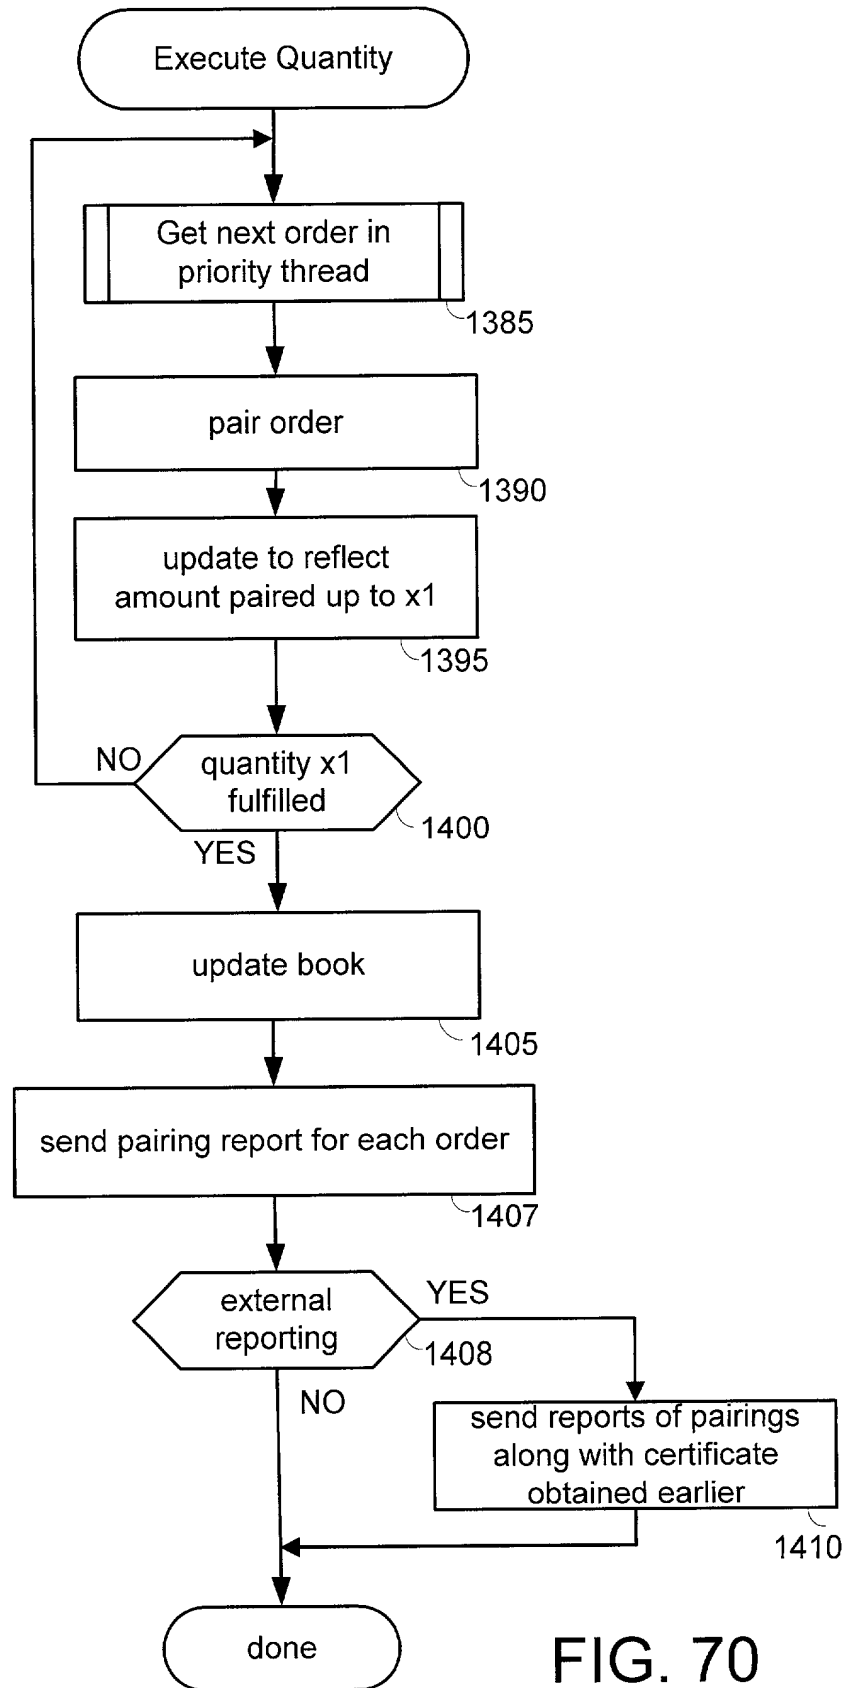 Execute Quantity
Get next order in
priority thread
1385
pair order
1390
update to reflect
amount paired up to x1
1395
NO
quantity x1
fulfilled
1400
YES
update book
1405
send pairing report for each order
1407
external
reporting
YES
1408
NO
send reports of pairings
along with certificate
obtained earlier
1410
done
FIG. 70